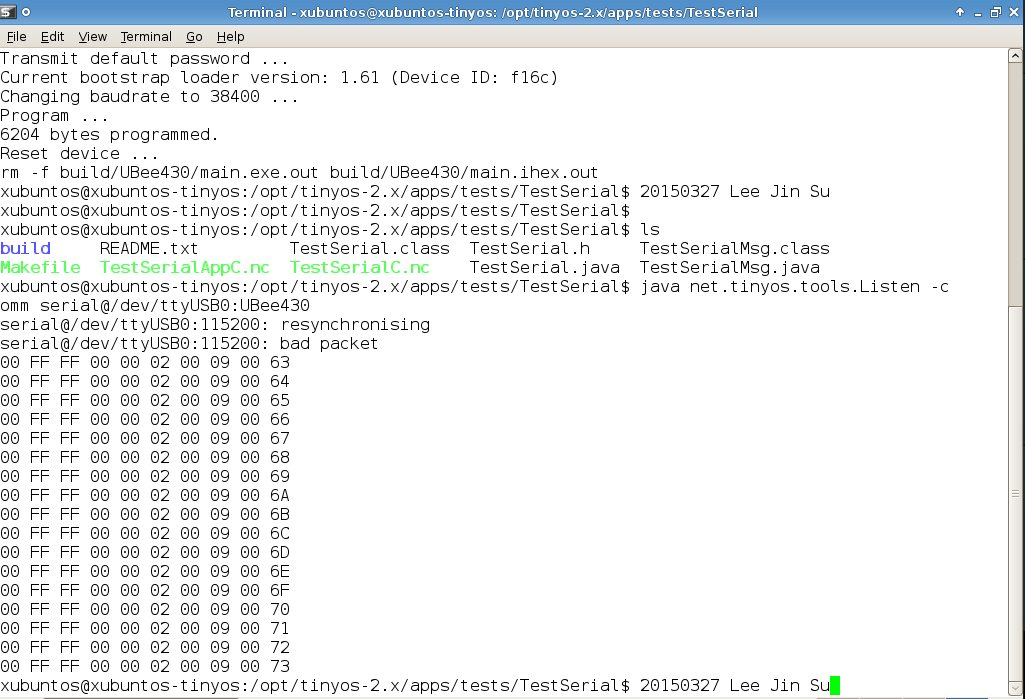 Terminal - xubuntos@xubuntos-tinyos: /opt/tinyos-2.x/apps/tests/TestSerial
File Edit View Terminal Go Help
Transmit default password ...
Current bootstrap loader version: 1.61 (Device ID: f16c)
Changing baudrate to 38400 ...
Program ...
6204 bytes programmed.
Reset device ...
rm -f build/UBee430/main.exe.out build/UBee430/main.ihex.out
xubuntos@xubuntos-tinyos:/opt/tinyos-2.x/apps/tests/TestSerial$ 20150327 Lee Jin Su
xubuntos@xubuntos-tinyos:/opt/tinyos-2.x/apps/tests/TestSerial$
xubuntos@xubuntos-tinyos:/opt/tinyos-2.x/apps/tests/TestSerial$ ls
build README.txt TestSerial.class TestSerial.h TestSerialMsg.class
Makefile TestSerialAppC.nc TestSerialC.nc TestSerial.java TestSerialMsg.java
xubuntos@xubuntos-tinyos:/opt/tinyos-2.x/apps/tests/TestSerial$ java net.tinyos.tools.Listen -c
omm serial@/dev/ttyUSB0:UBee430
serial@/dev/ttyUSB0:115200: resynchronising
serial@/dev/ttyUSB0:115200: bad packet
00 FF FF 00 00 02 00 09 00 63
00 FF FF 00 00 02 00 09 00 64
00 FF FF 00 00 02 00 09 00 65
00 FF FF 00 00 02 00 09 00 66
00 FF FF 00 00 02 00 09 00 67
00 FF FF 00 00 02 00 09 00 68
00 FF FF 00 00 02 00 09 00 69
00 FF FF 00 00 02 00 09 00 6A
00 FF FF 00 00 02 00 09 00 6B
00 FF FF 00 00 02 00 09 00 6C
00 FF FF 00 00 02 00 09 00 6D
00 FF FF 00 00 02 00 09 00 6E
00 FF FF 00 00 02 00 09 00 6F
00 FF FF 00 00 02 00 09 00 70
00 FF FF 00 00 02 00 09 00 71
00 FF FF 00 00 02 00 09 00 72
00 FF FF 00 00 02 00 09 00 73
xubuntos@xubuntos-tinyos:/opt/tinyos-2.x/apps/tests/TestSerial$ 20150327 Lee Jin Su